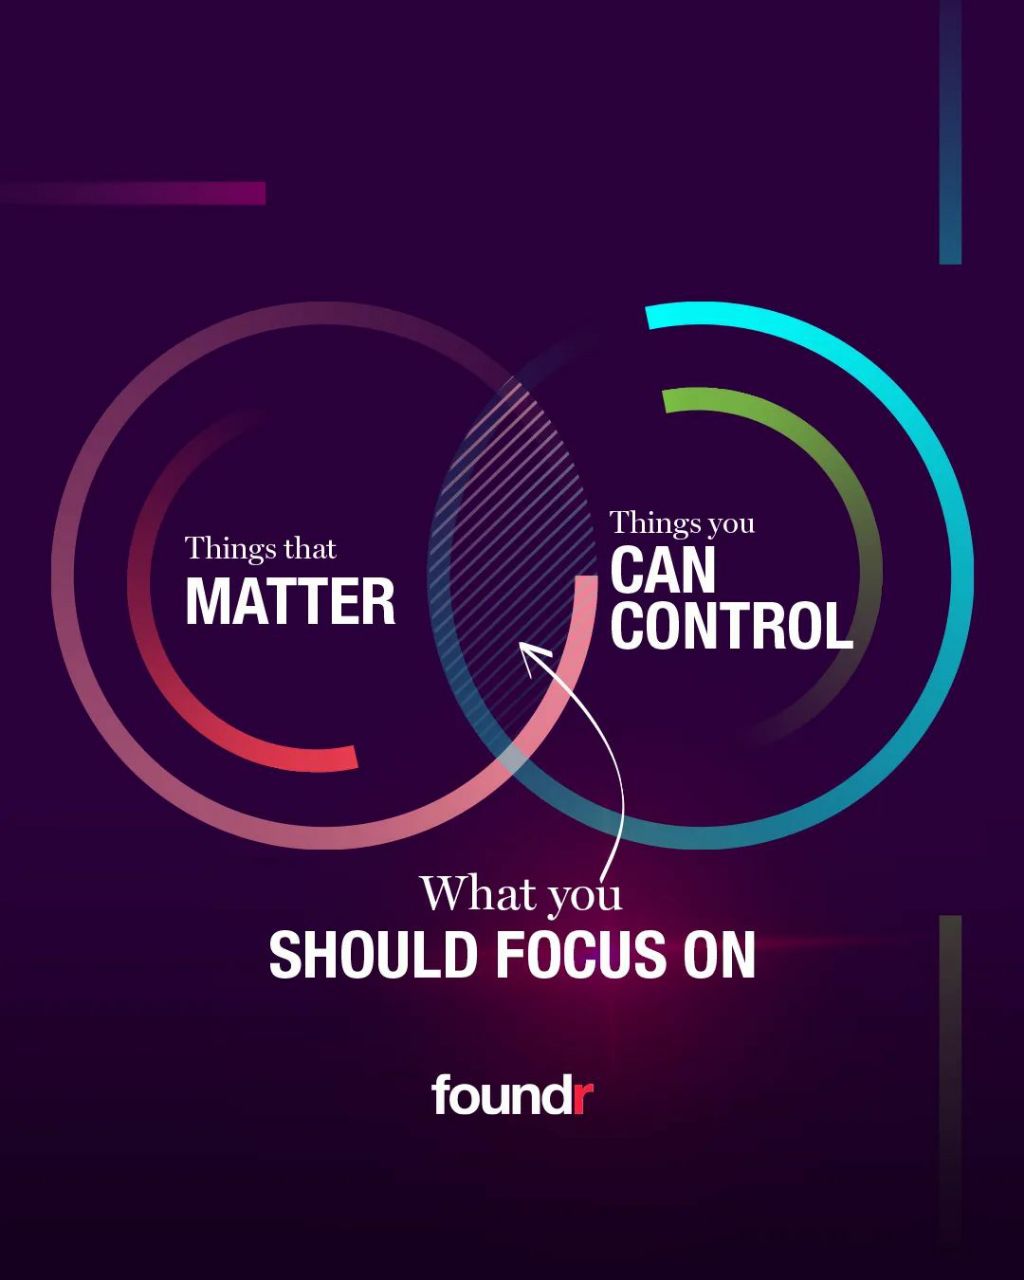 Things that
MATTER
Things you
CAN
CONTROL
What you
SHOULD FOCUS ON
foundr